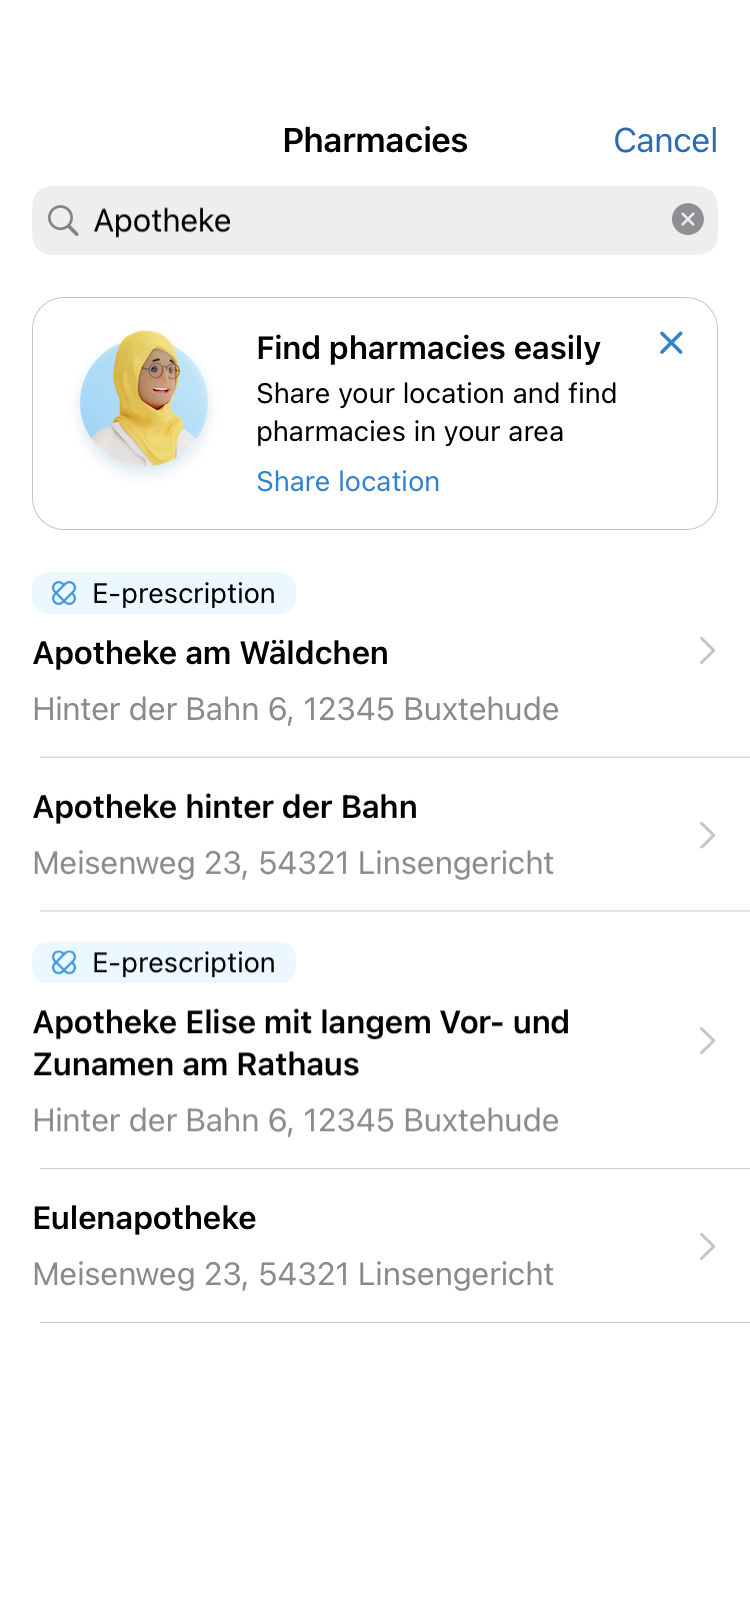 Pharmacies
Cancel
Apotheke
Find pharmacies easily
Share your location and find
pharmacies in your area
Share location
E-prescription
Apotheke am Wäldchen
Hinter der Bahn 6, 12345 Buxtehude
Apotheke hinter der Bahn
Meisenweg 23, 54321 Linsengericht
E-prescription
Apotheke Elise mit langem Vor- und
Zunamen am Rathaus
Hinter der Bahn 6, 12345 Buxtehude
Eulenapotheke
Meisenweg 23, 54321 Linsengericht